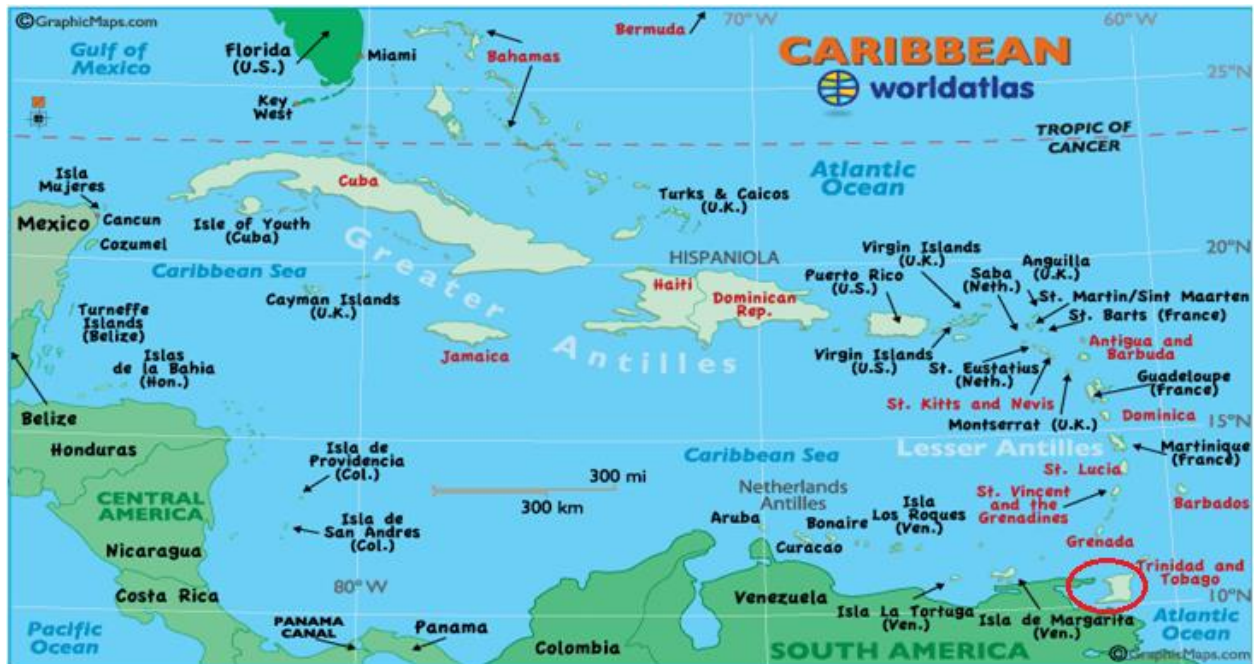 ©GraphicMaps.com
70°W
60°W
Gulf of
Mexico
Florida
(U.S.)
Miami
Bahamas
Bermuda
CARIBBEAN
worldatlas
25°N
Key
West
N
TROPIC OF
CANCER
Isla
Mujeres
Cuba
Atlantic
Ocean
Turks & Caicos
(U.K.)
Mexico
Cancun
Cozumel
Isle of Youth
(Cuba)
Greater
Antilles
HISPANIOLA
20°N
Virgin Islands
(U.K.)
Anguilla
(U.K.)
Puerto Rico
(U.S.)
Saba
(Neth.)
Caribbean Sea
Haiti
Dominican
Rep.
Cayman Islands
(U.K.)
St. Martin/Sint Maarten
St. Barts (France)
Turneffe
Islands
(Belize)
Jamaica
Antigua and
Barbuda
Islas
de la Bahia
(Hon.)
Virgin Islands
(U.S.)
St. Eustatius
(Neth.)
Guadeloupe
(France)
St. Kitts and Nevis
Dominica
Belize
Montserrat (U.K.)
15°N
Honduras
Lesser Antilles
Martinique
(France)
Isla de
Providencia
(Col.)
Caribbean Sea
St. Lucia
300 mi
300 km
CENTRAL
AMERICA
Netherlands
Antilles
St. Vincent
and the
Grenadines
Barbados
Isla
Los Roques
(Ven.)
Isla de
San Andres
(Col.)
Aruba
Bonaire
Curacao
Grenada
Nicaragua
Trinidad and
Tobago
80°W
Costa Rica
Venezuela
10°N
Isla La Tortuga
(Ven.)
Isla de Margarita
(Ven.)
Atlantic
Ocean
Pacific
Ocean
PANAMA
CANAL
Panama
Colombia
SOUTH AMERICA
©GraphicMaps.com